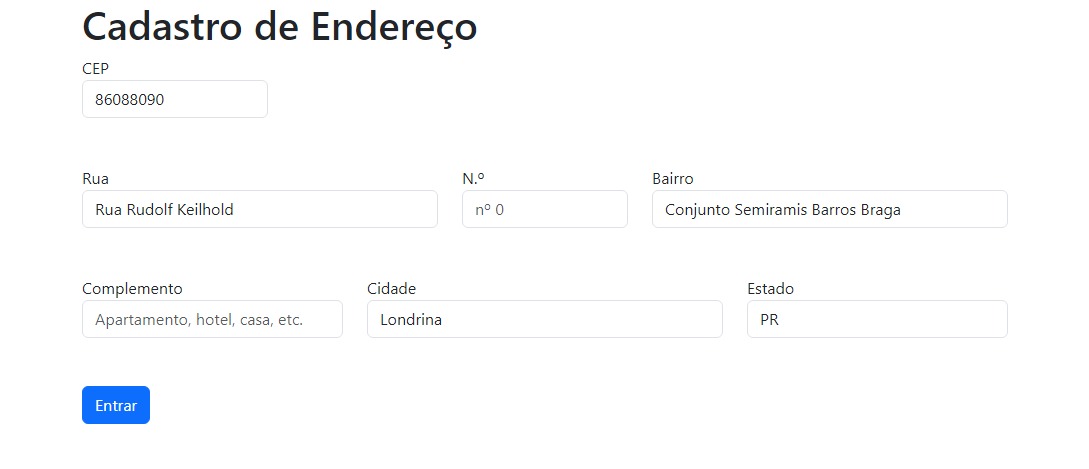 Cadastro de Endereço
CEP
86088090
Rua N.º Bairro
Rua Rudolf Keilhold nº 0 Conjunto Semiramis Barros Braga
Complemento Cidade Estado
Apartamento, hotel, casa, etc. Londrina PR
Entrar